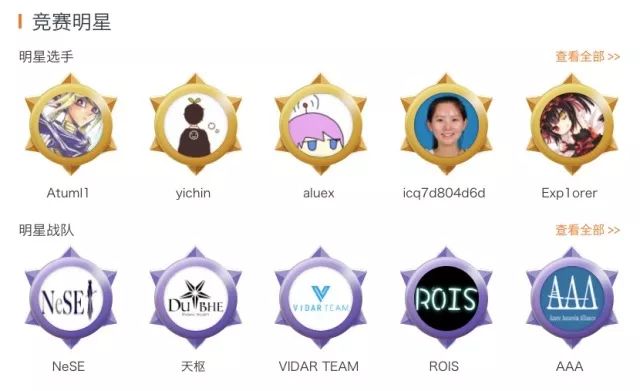 竞赛明星
明星选手 查看全部 >>
Atuml1 yichin aluex icq7d804d6d Exp1orer
明星战队 查看全部 >>
NeSE DUBHE VIDAR TEAM ROIS AAA
NeSE 天枢 VIDAR TEAM ROIS AAA